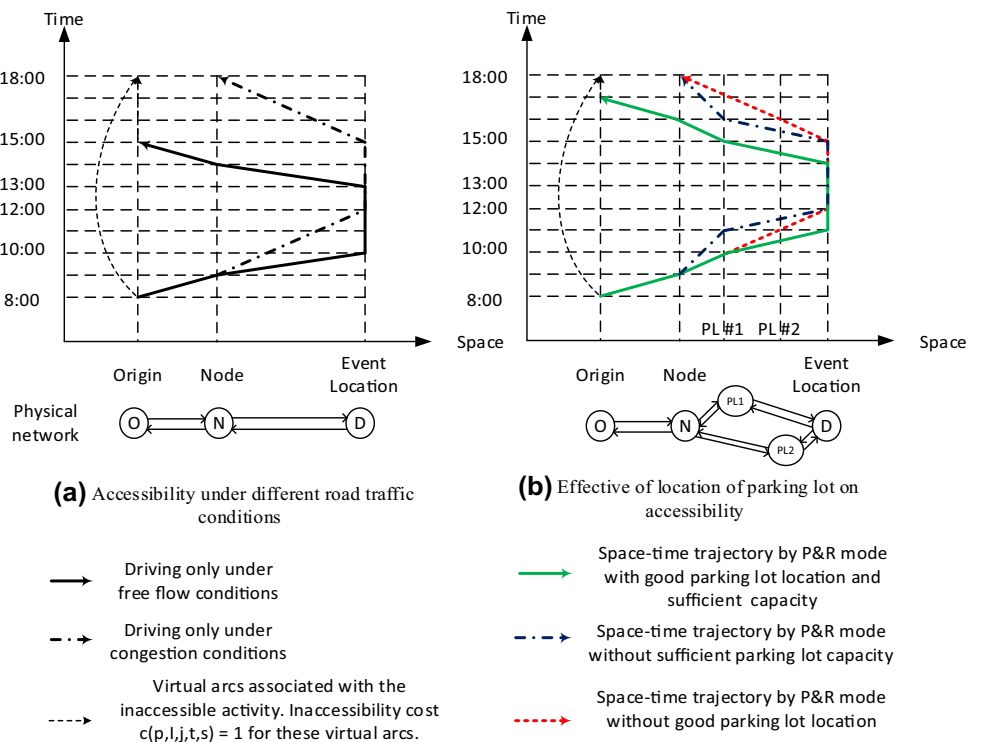 Time
18:00
15:00
13:00
12:00
10:00
8:00
Space
Origin
Node
Event
Location
Physical
network
O
N
D
(a) Accessibility under different road traffic
conditions
Time
18:00
15:00
13:00
12:00
10:00
8:00
PL #1
PL #2
Space
Origin
Node
Event
Location
O
N
PL1
PL2
D
(b) Effective of location of parking lot on
accessibility
Driving only under
free flow conditions
Driving only under
congestion conditions
Virtual arcs associated with the
inaccessible activity. Inaccessibility cost
c(p,I,j,t,s) = 1 for these virtual arcs.
Space-time trajectory by P&R mode
with good parking lot location and
sufficient capacity
Space-time trajectory by P&R mode
without sufficient parking lot capacity
Space-time trajectory by P&R mode
without good parking lot location